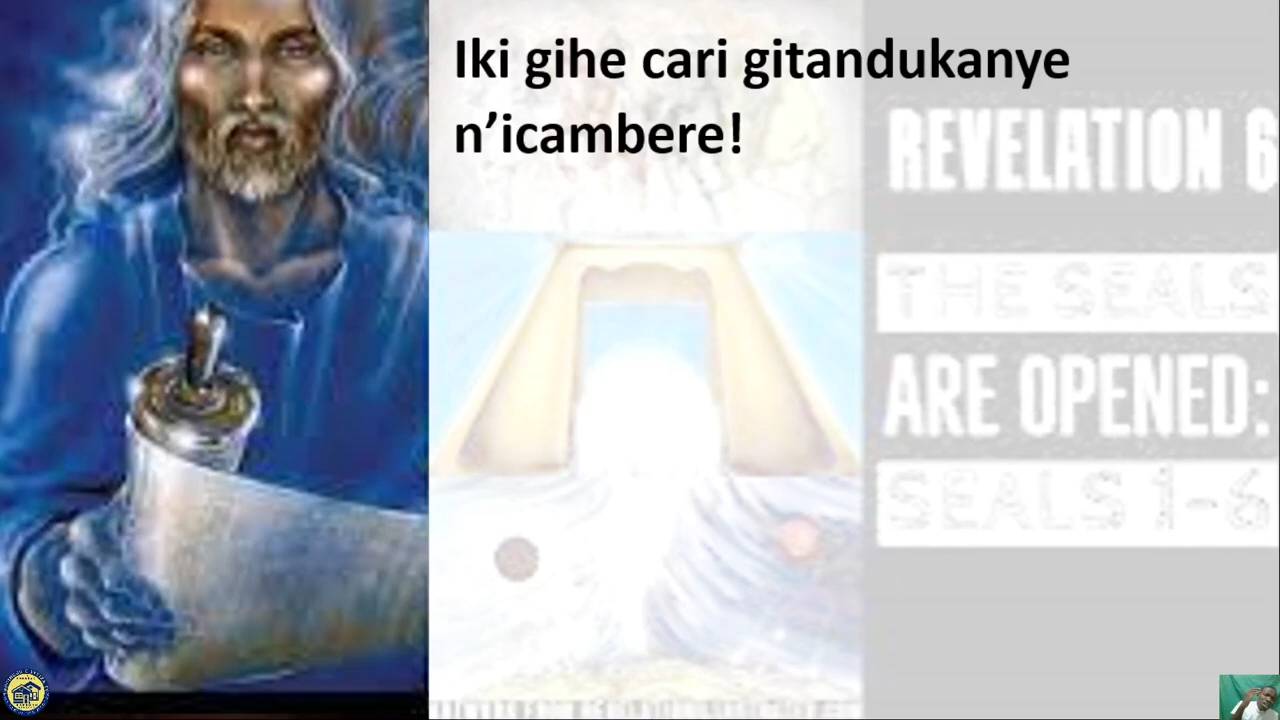 Iki gihe cari gitandukanye
n’icambere!
REVELATION 6
THE SEALS
ARE OPENED:
SEALS 1-6